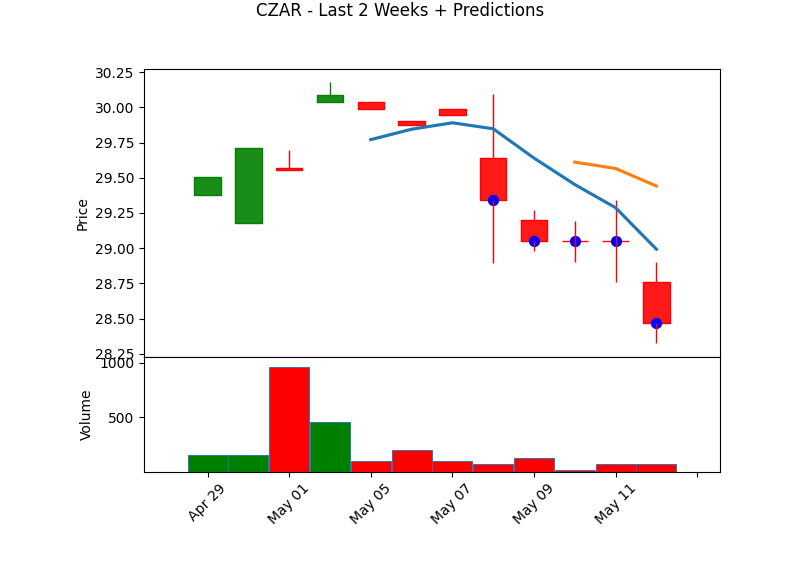 CZAR - Last 2 Weeks + Predictions
30.25
30.00
29.75
29.50
29.25
29.00
28.75
28.50
28.25
Price
1000
500
Volume
Apr 29
May 01
May 05
May 07
May 09
May 11